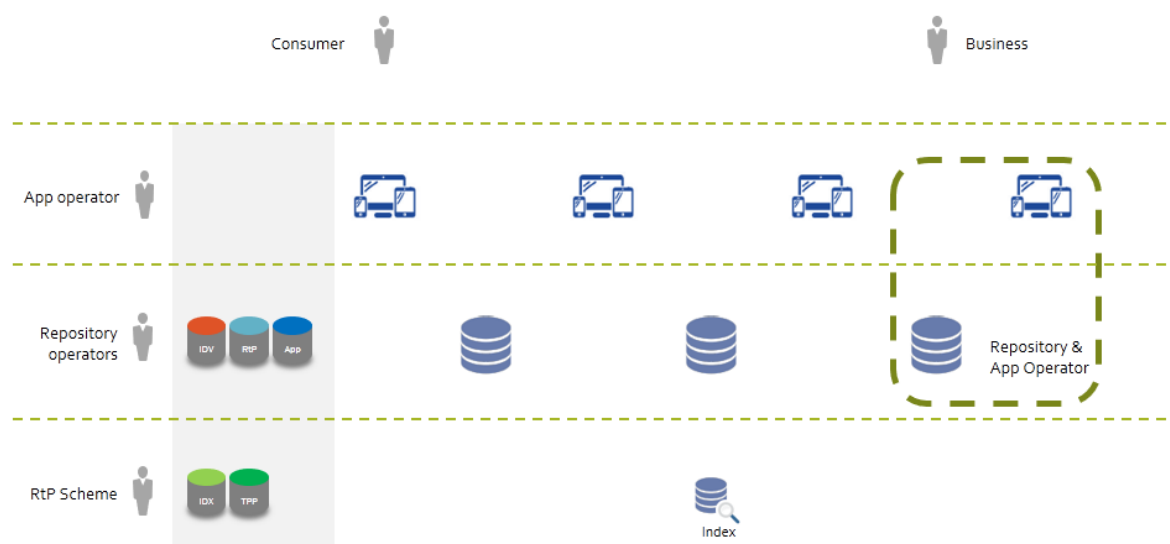 Consumer
Business
App operator
Repository
operators
IDV
RtP
App
Repository &
App Operator
RtP Scheme
IDX
TPP
Index